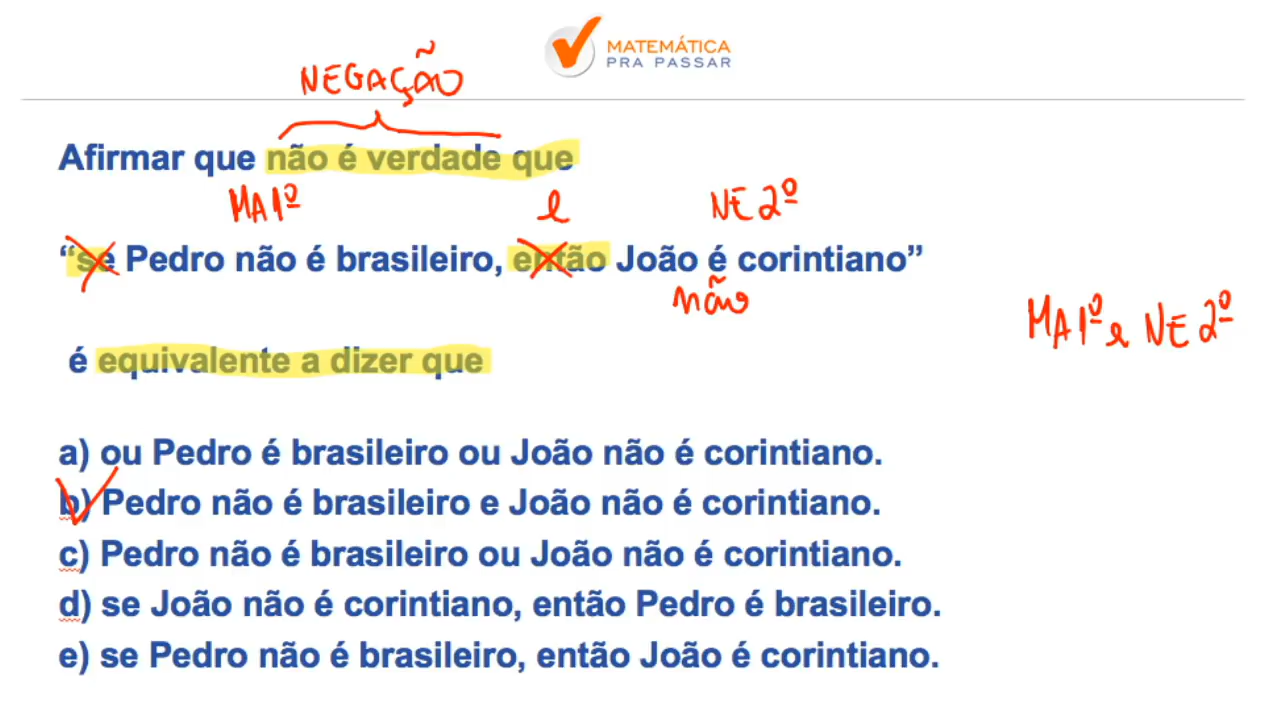 MATEMÁTICA
PRA PASSAR
NEGAÇÃO
Afirmar que não é verdade que
MA1º e NE2º
“se Pedro não é brasileiro, então João é corintiano”
não
MA1º e NE2º
é equivalente a dizer que
a) ou Pedro é brasileiro ou João não é corintiano.
b) Pedro não é brasileiro e João não é corintiano.
c) Pedro não é brasileiro ou João não é corintiano.
d) se João não é corintiano, então Pedro é brasileiro.
e) se Pedro não é brasileiro, então João é corintiano.